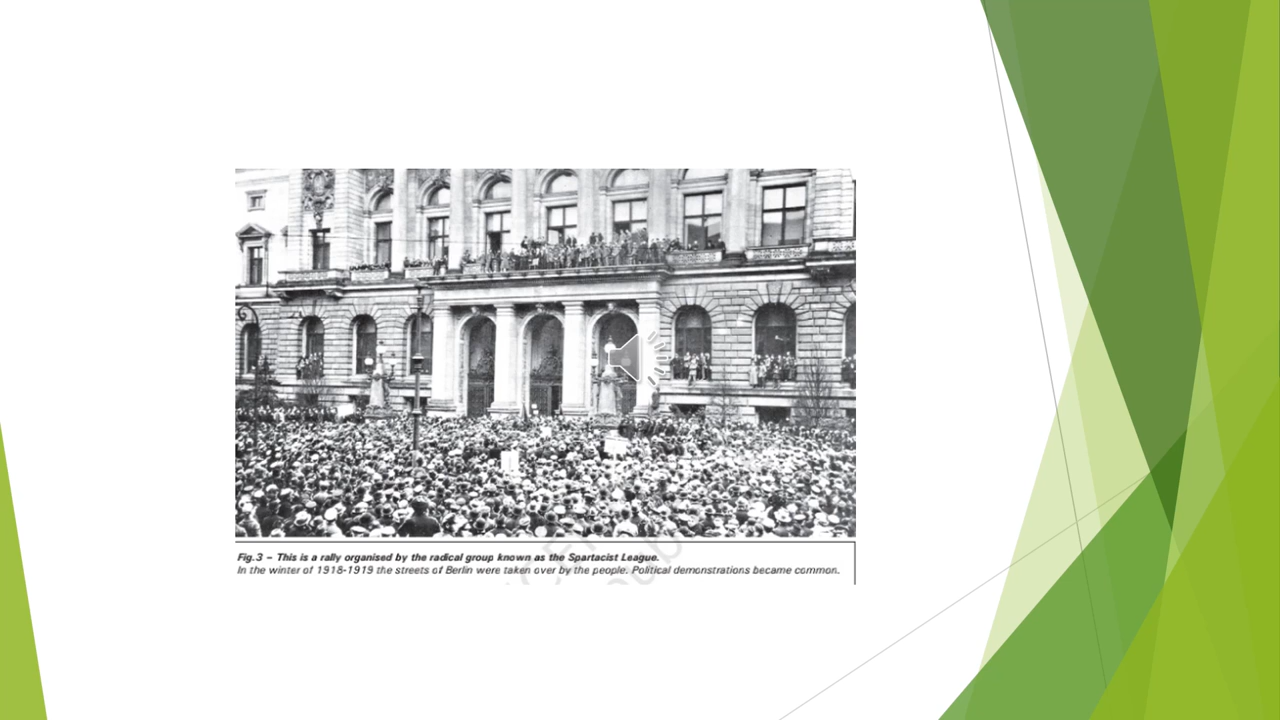 Fig.3 – This is a rally organised by the radical group known as the Spartacist League.
In the winter of 1918-1919 the streets of Berlin were taken over by the people. Political demonstrations became common.